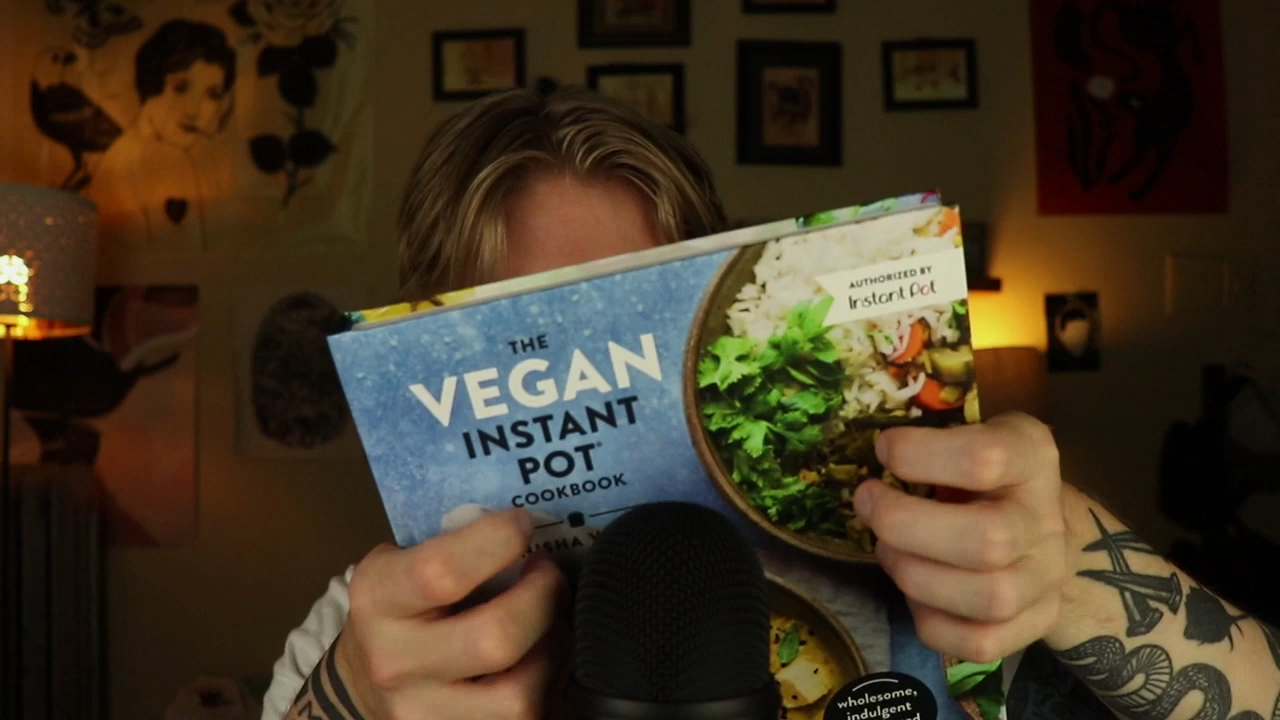 THE
VEGAN
INSTANT
POT®
COOKBOOK
AUTHORIZED BY
Instant Pot
wholesome,
indulgent